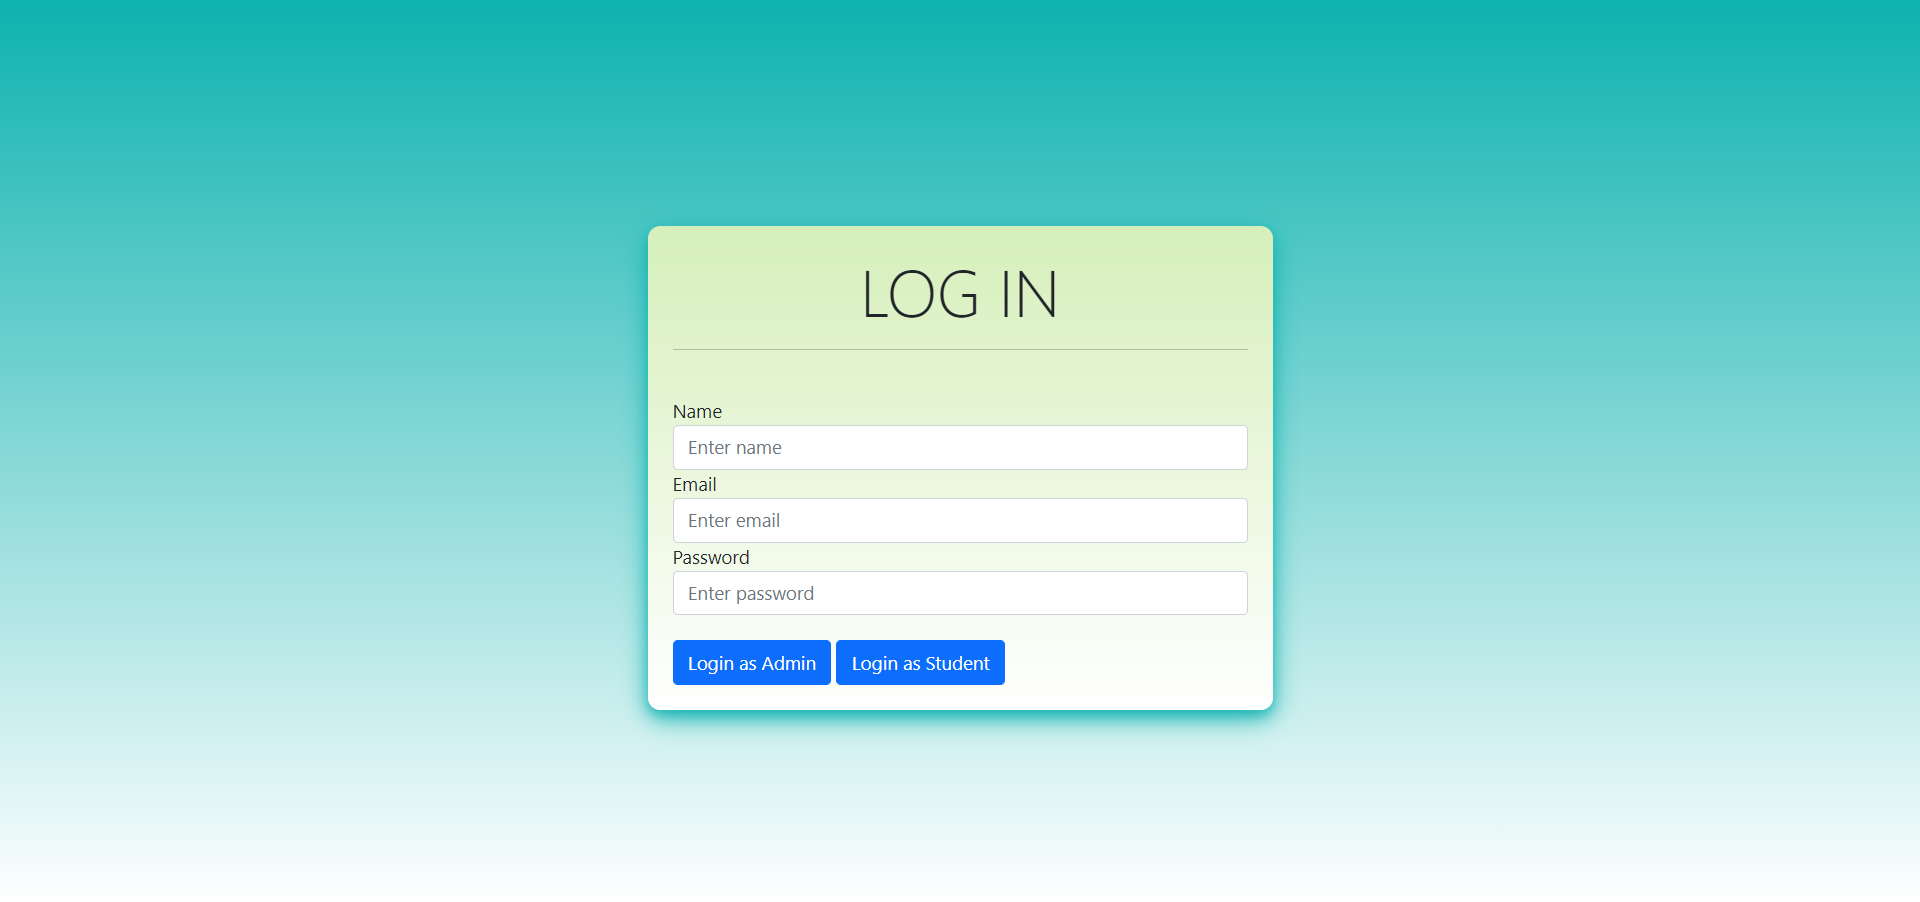 LOG IN
Name
Enter name
Email
Enter email
Password
Enter password
Login as Admin Login as Student